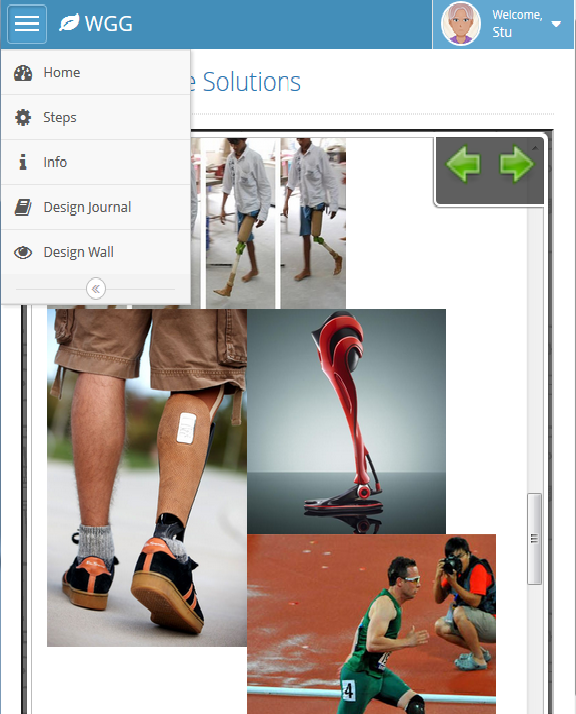 WGG
Welcome,
Stu
Home
e Solutions
Steps
Info
Design Journal
Design Wall
4